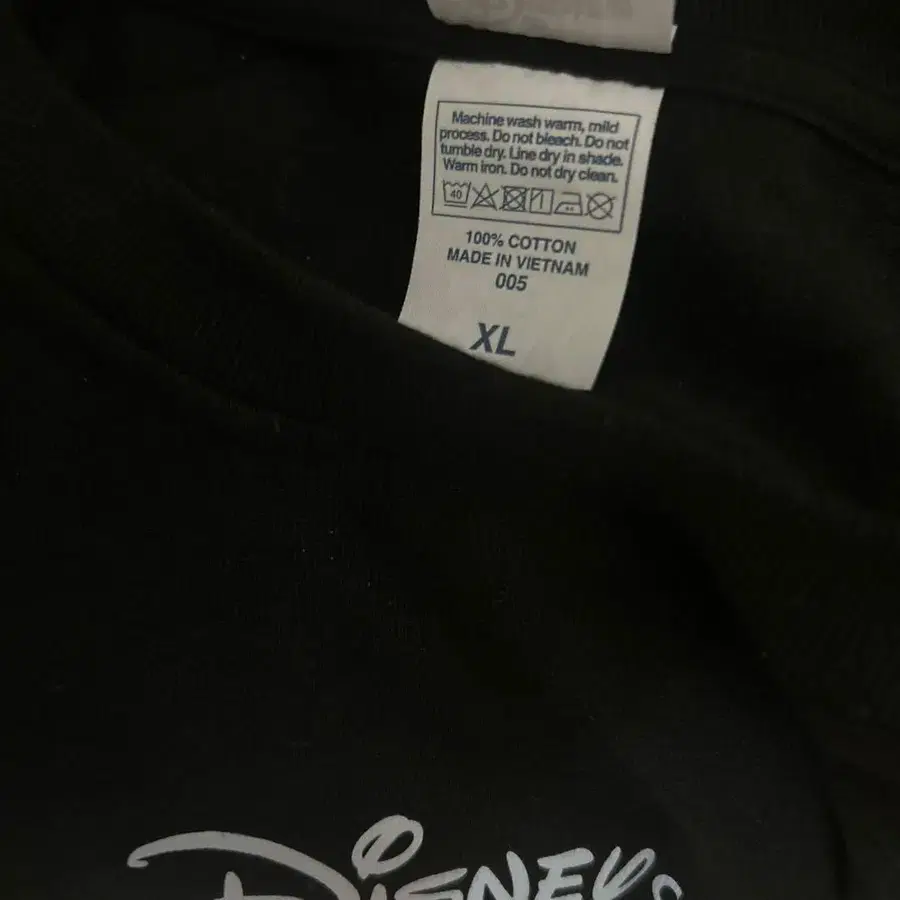 Machine wash warm, mild
process. Do not bleach. Do not
tumble dry. Line dry in shade.
Warm iron. Do not dry clean.
40
100% COTTON
MADE IN VIETNAM
005
XL
DISNEY